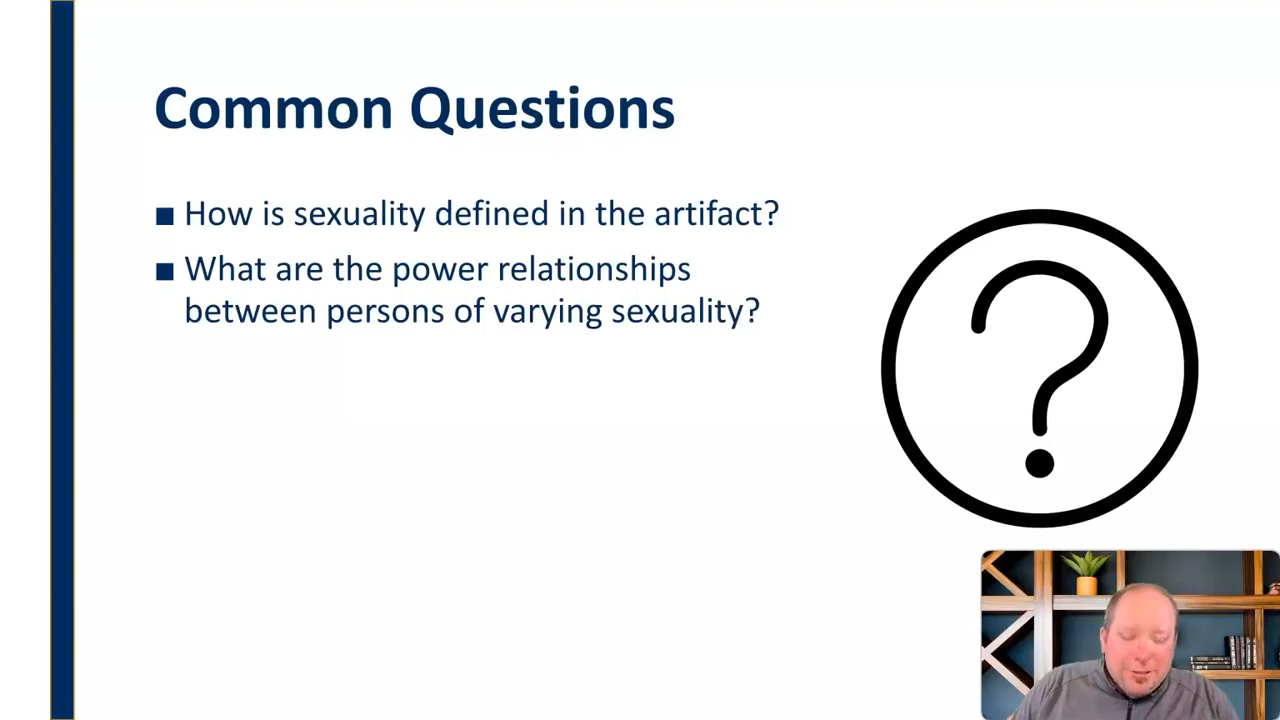 Common Questions
■ How is sexuality defined in the artifact?
■ What are the power relationships
between persons of varying sexuality?
?